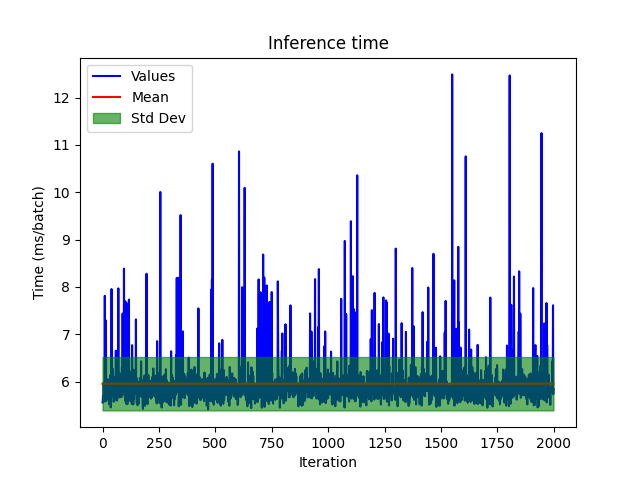 Inference time
Values
Mean
Std Dev
Time (ms/batch)
12
11
10
9
8
7
6
0 250 500 750 1000 1250 1500 1750 2000
Iteration